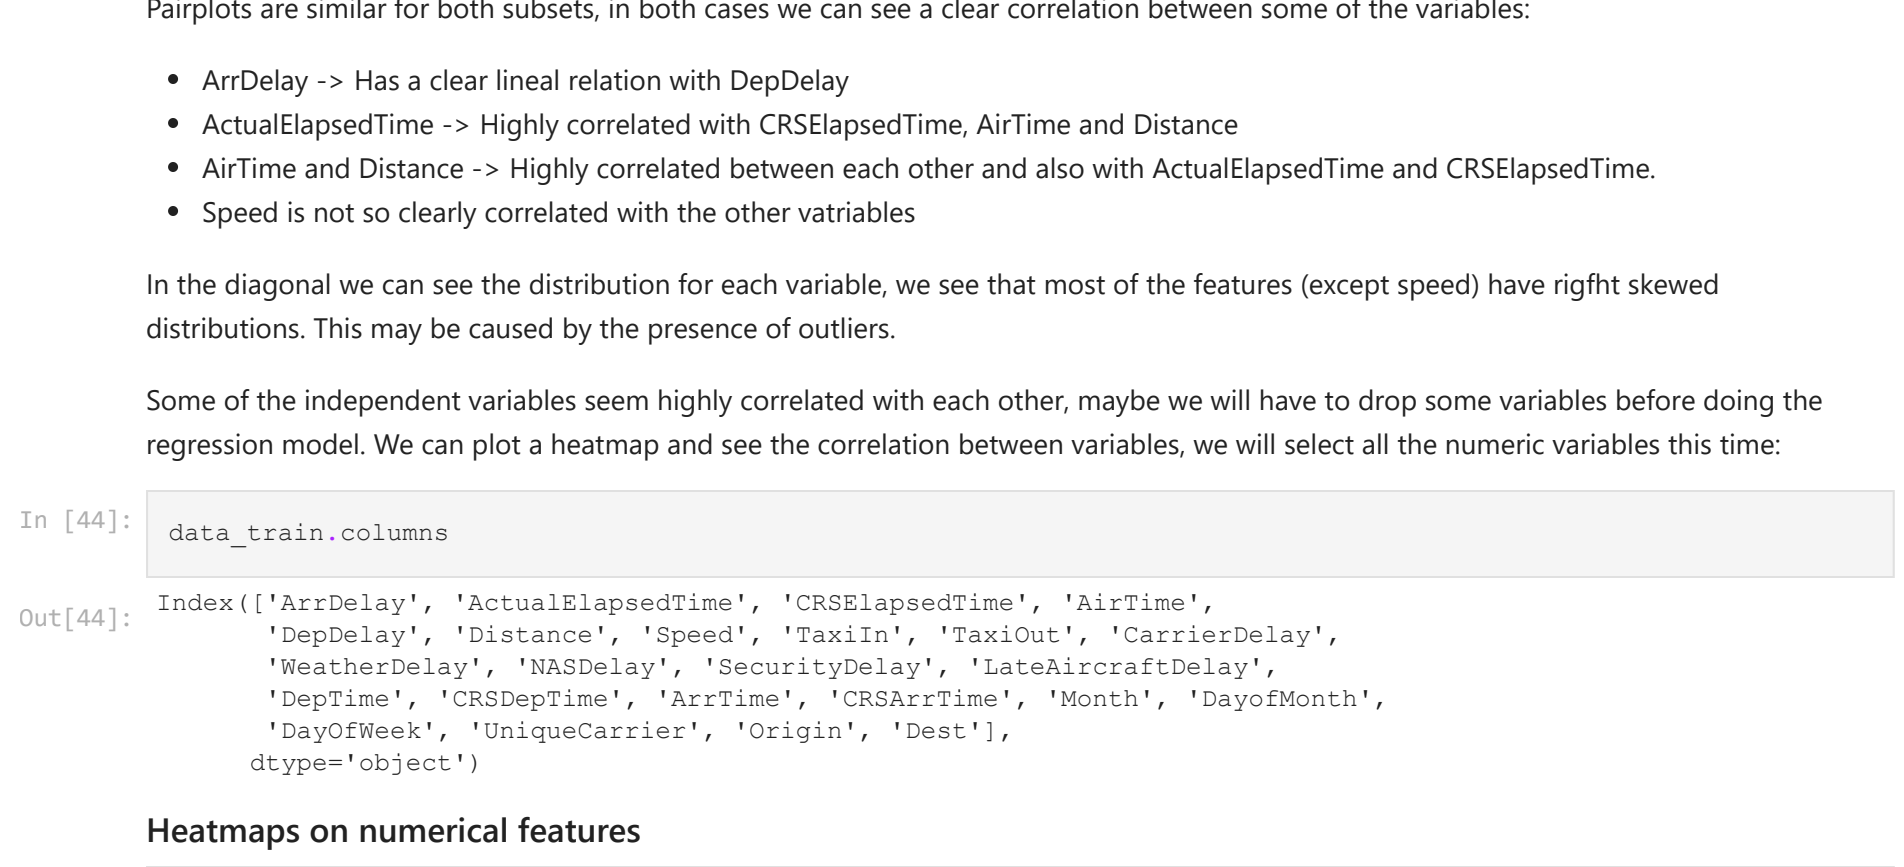 Pairplots are similar for both subsets, in both cases we can see a clear correlation between some of the variables:
• ArrDelay -> Has a clear lineal relation with DepDelay
• ActualElapsedTime -> Highly correlated with CRSElapsedTime, AirTime and Distance
• AirTime and Distance -> Highly correlated between each other and also with ActualElapsedTime and CRSElapsedTime.
• Speed is not so clearly correlated with the other vatriables
In the diagonal we can see the distribution for each variable, we see that most of the features (except speed) have rigfht skewed
distributions. This may be caused by the presence of outliers.
Some of the independent variables seem highly correlated with each other, maybe we will have to drop some variables before doing the
regression model. We can plot a heatmap and see the correlation between variables, we will select all the numeric variables this time:
In [44]: data_train.columns
Out[44]: Index(['ArrDelay', 'ActualElapsedTime', 'CRSElapsedTime', 'AirTime',
'DepDelay', 'Distance', 'Speed', 'TaxiIn', 'TaxiOut', 'CarrierDelay',
'WeatherDelay', 'NASDelay', 'SecurityDelay', 'LateAircraftDelay',
'DepTime', 'CRSDepTime', 'ArrTime', 'CRSArrTime', 'Month', 'DayofMonth',
'DayOfWeek', 'UniqueCarrier', 'Origin', 'Dest'],
dtype='object')
Heatmaps on numerical features